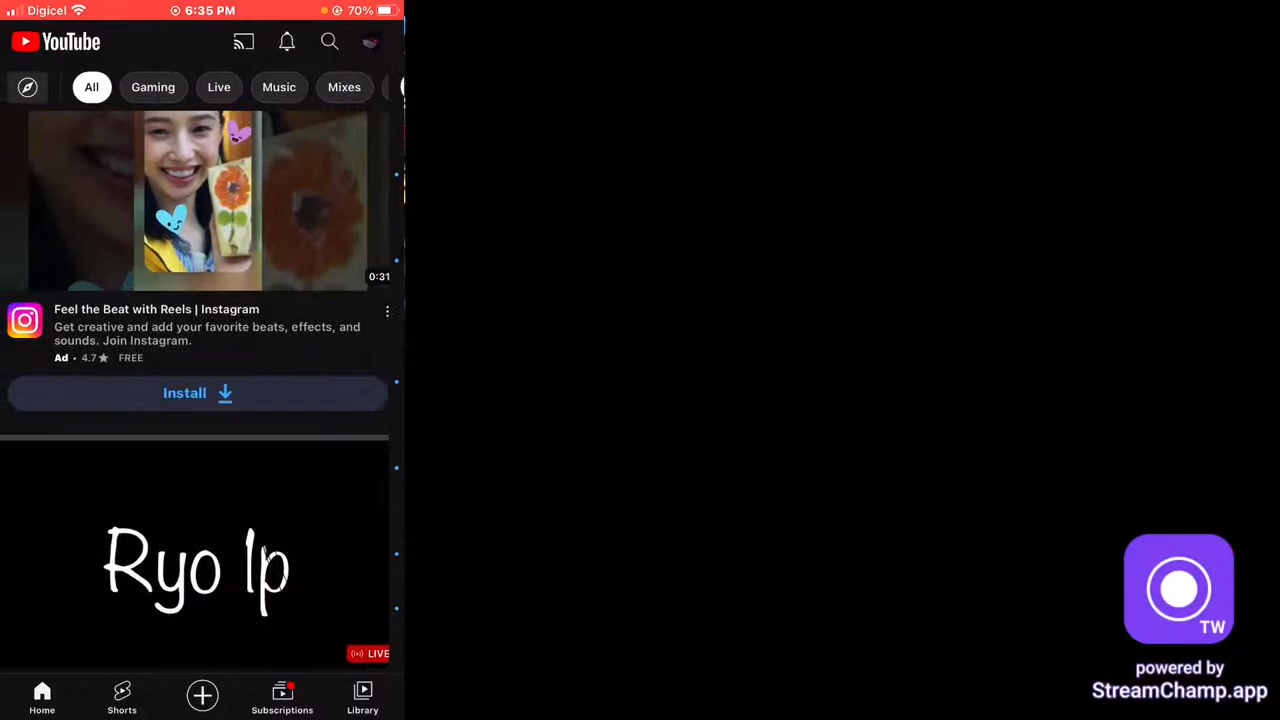 Digicel 6:35 PM 70%
YouTube
All Gaming Live Music Mixes
0:31
Feel the Beat with Reels | Instagram
Get creative and add your favorite beats, effects, and
sounds. Join Instagram.
Ad • 4.7★ FREE
Install
Ryo Ip
LIVE
Home Shorts Subscriptions Library
TW
powered by
StreamChamp.app